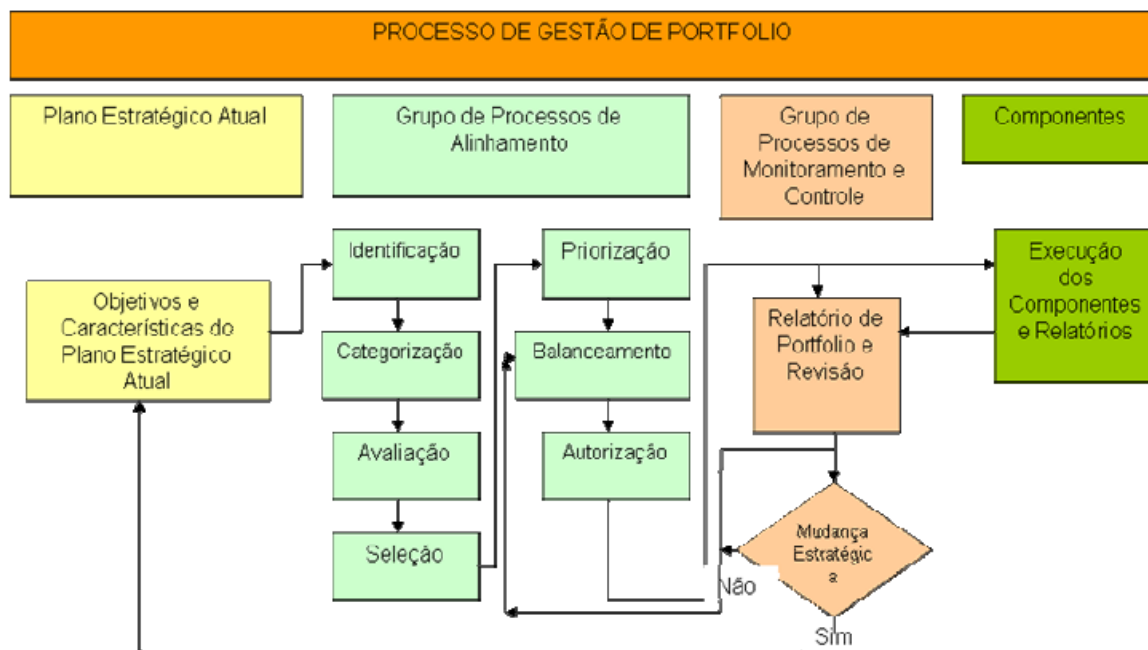 PROCESSO DE GESTÃO DE PORTFOLIO
Plano Estratégico Atual
Grupo de Processos de
Alinhamento
Grupo de
Processos de
Monitoramento e
Controle
Componentes
Objetivos e
Características do
Plano Estratégico
Atual
Identificação
Categorização
Avaliação
Seleção
Priorização
Balanceamento
Autorização
Relatório de
Portfolio e
Revisão
Mudança
Estratégic
a
Não
Sim
Execução
dos
Componentes
e Relatórios